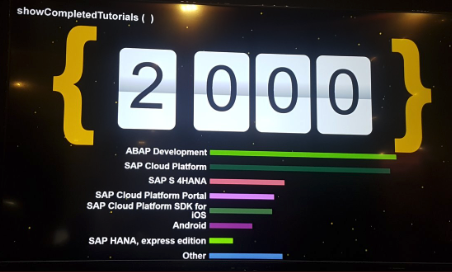 showCompletedTutorials ( )
{ 2 0 0 0 }
ABAP Development
SAP Cloud Platform
SAP S 4HANA
SAP Cloud Platform Portal
SAP Cloud Platform SDK for
iOS
Android
SAP HANA, express edition
Other